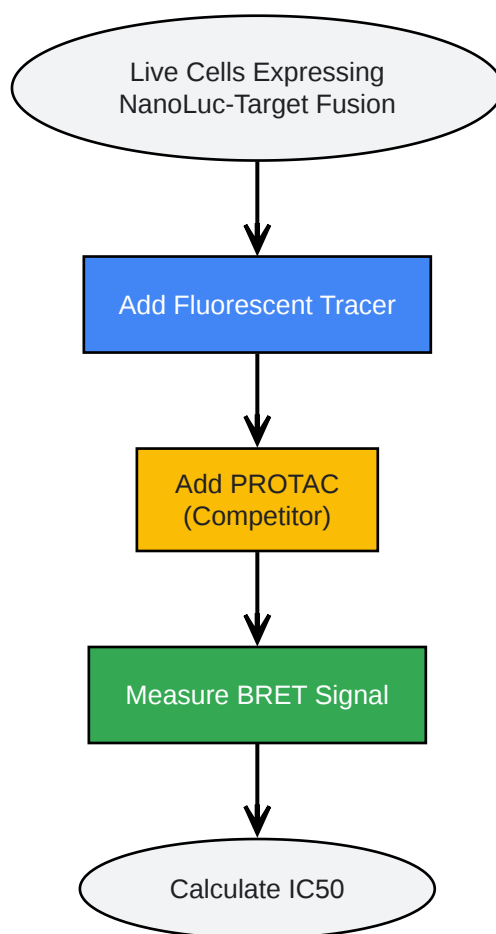 Live Cells Expressing
NanoLuc-Target Fusion
Add Fluorescent Tracer
Add PROTAC
(Competitor)
Measure BRET Signal
Calculate IC50